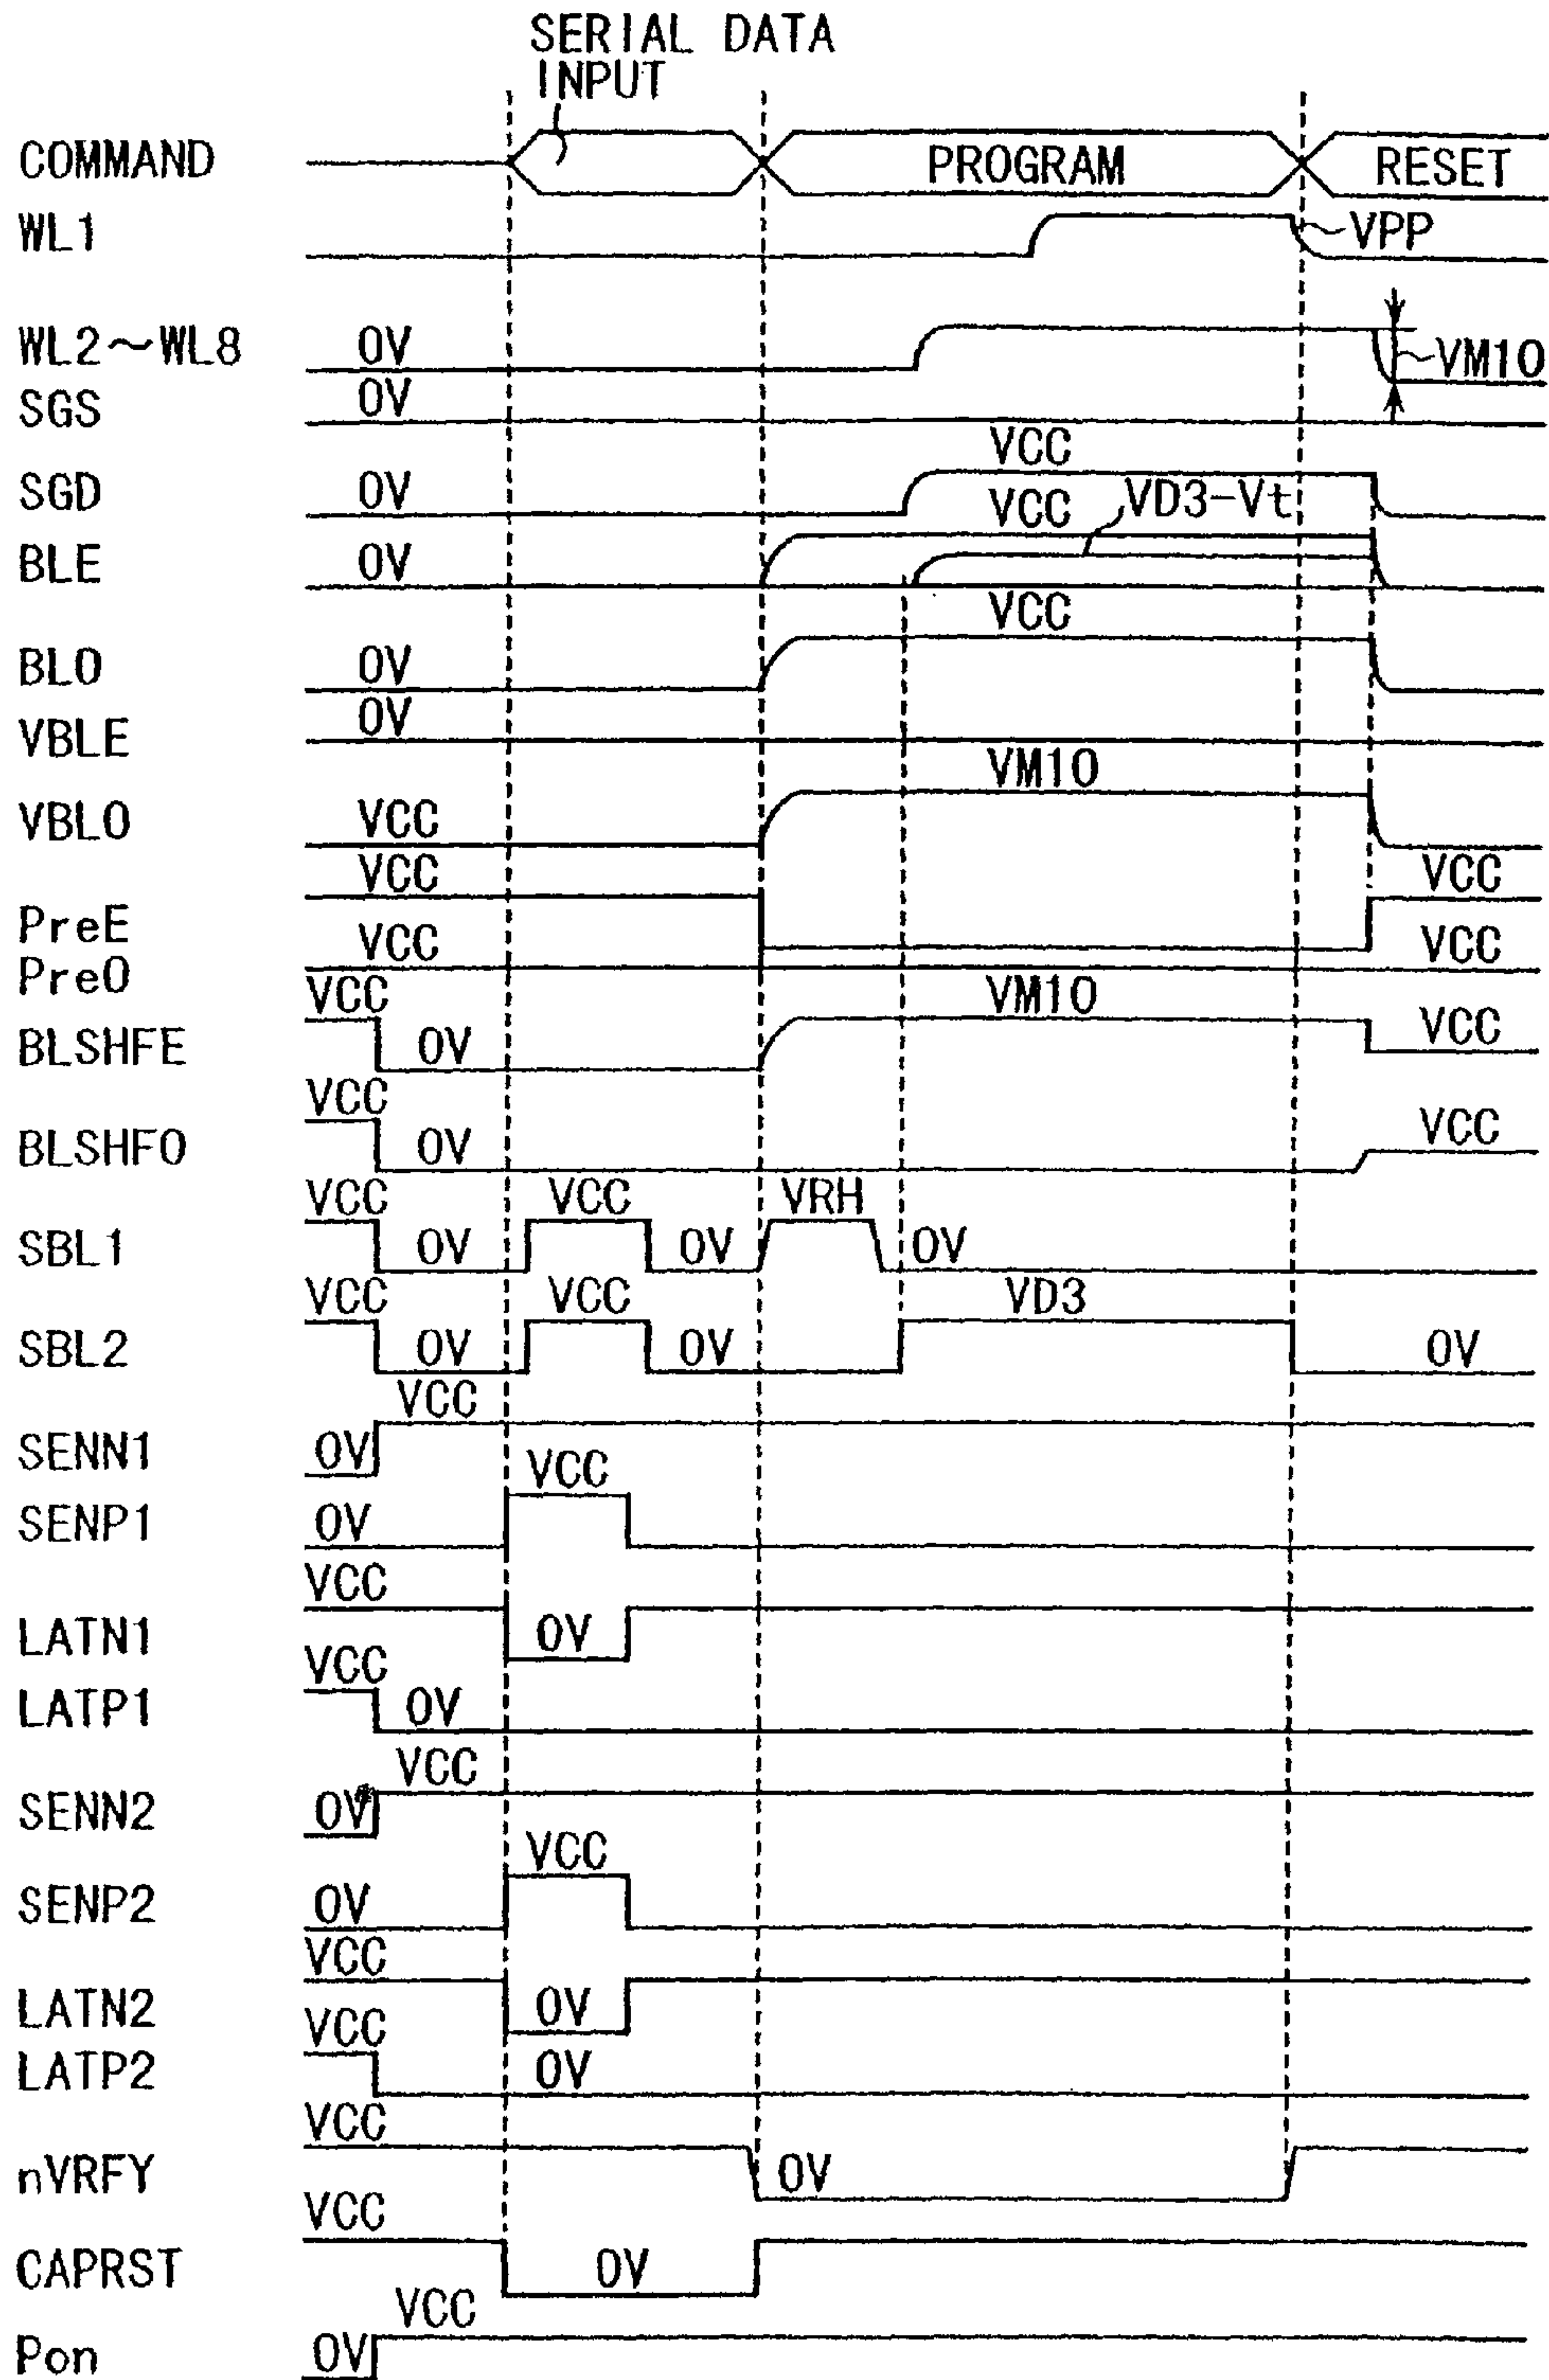 SERIAL DATA
INPUT
COMMAND PROGRAM RESET
WL1 VPP
WL2~WL8 0V VM10
SGS 0V
VCC
SGD 0V VD3-Vt
VCC
BLE 0V
VCC
BLO 0V
VBLE 0V
VM10
VBLO VCC
VCC VCC
PreE
VCC VCC
PreO
VCC VM10
BLSHFE 0V VCC
VCC
BLSHFO 0V VCC
VCC VCC VRH
SBL1 0V 0V 0V
VCC VCC VD3
SBL2 0V 0V 0V
VCC
SENN1 0V
VCC
SENP1 0V
VCC
LATN1 0V
VCC
LATP1 0V
VCC
SENN2 0V
VCC
SENP2 0V
VCC
LATN2 0V
VCC
LATP2 0V
VCC
nVRFY 0V
VCC
CAPRST 0V
VCC
Pon 0V